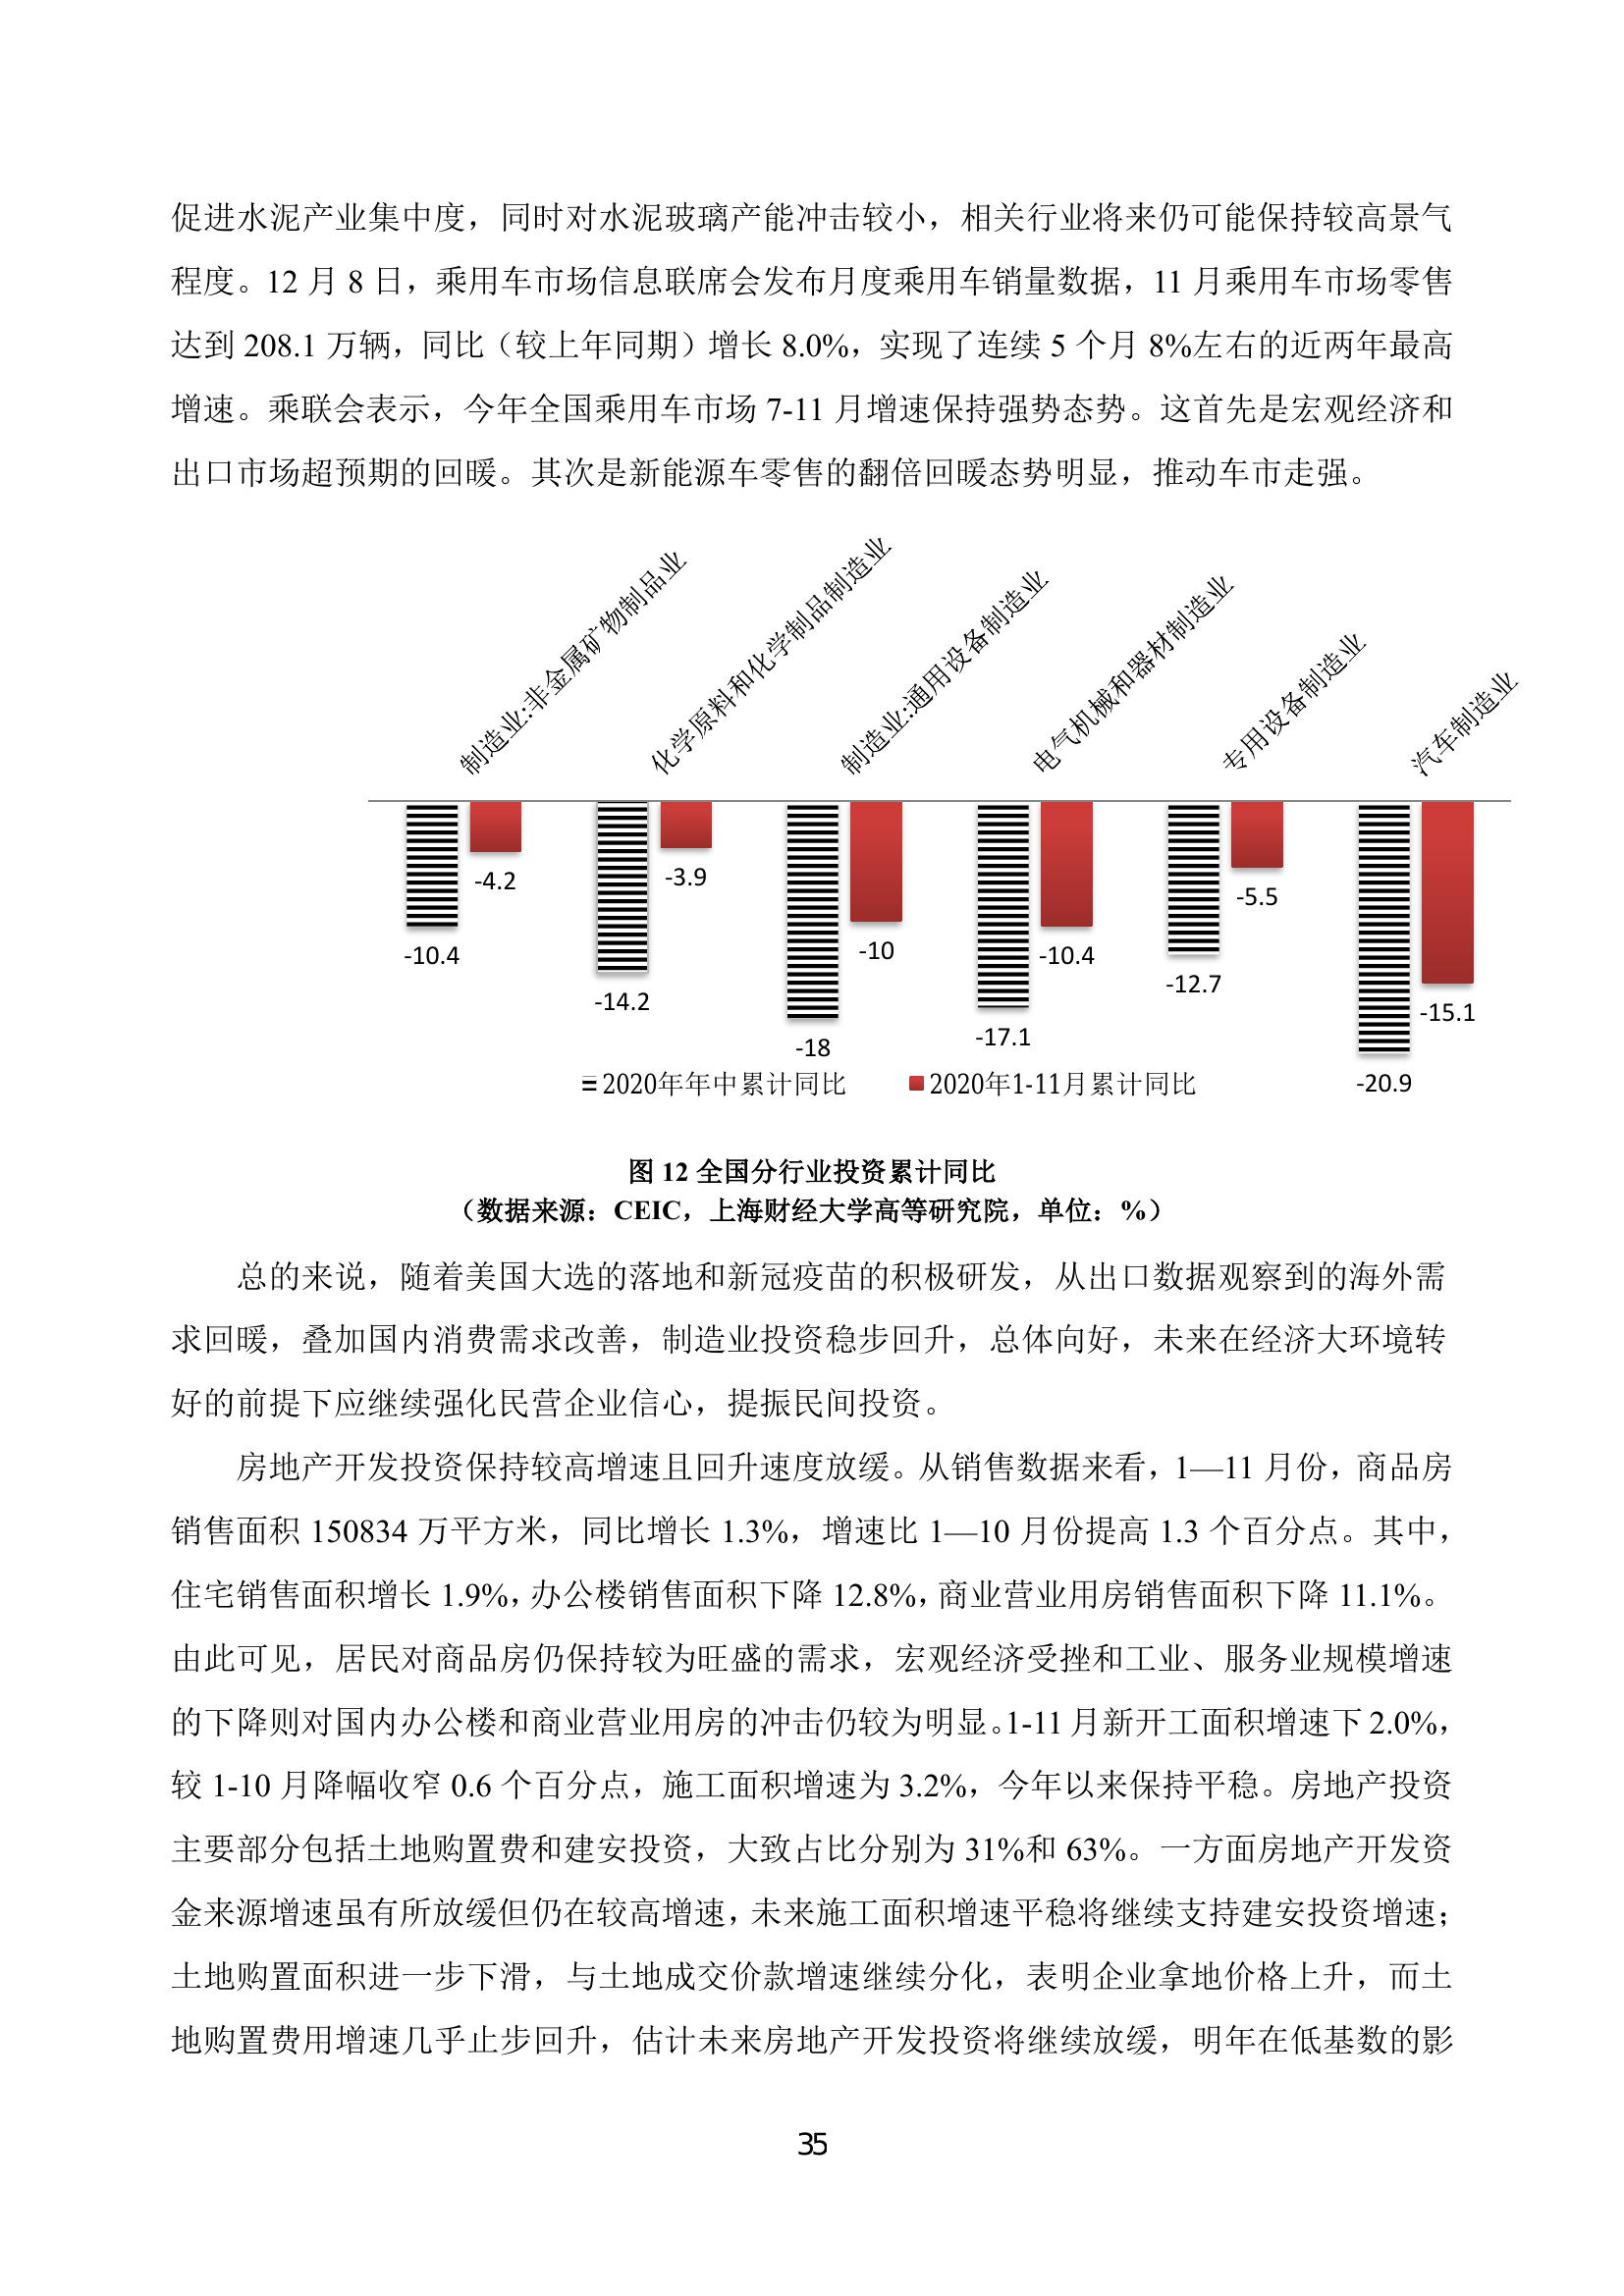 促进水泥产业集中度，同时对水泥玻璃产能冲击较小，相关行业将来仍可能保持较高景气
程度。12 月 8 日，乘用车市场信息联席会发布月度乘用车销量数据，11 月乘用车市场零售
达到 208.1 万辆，同比（较上年同期）增长 8.0%，实现了连续 5 个月 8%左右的近两年最高
增速。乘联会表示，今年全国乘用车市场 7-11 月增速保持强势态势。这首先是宏观经济和
出口市场超预期的回暖。其次是新能源车零售的翻倍回暖态势明显，推动车市走强。
制造业:非金属矿物制品业
化学原料和化学制品制造业
制造业:通用设备制造业
电气机械和器材制造业
专用设备制造业
汽车制造业
-10.4
-4.2
-14.2
-3.9
-18
-10
-17.1
-10.4
-12.7
-5.5
-20.9
-15.1
2020年年中累计同比
2020年1-11月累计同比
图 12 全国分行业投资累计同比
（数据来源：CEIC，上海财经大学高等研究院，单位：%）
总的来说，随着美国大选的落地和新冠疫苗的积极研发，从出口数据观察到的海外需
求回暖，叠加国内消费需求改善，制造业投资稳步回升，总体向好，未来在经济大环境转
好的前提下应继续强化民营企业信心，提振民间投资。
房地产开发投资保持较高增速且回升速度放缓。从销售数据来看，1—11 月份，商品房
销售面积 150834 万平方米，同比增长 1.3%，增速比 1—10 月份提高 1.3 个百分点。其中，
住宅销售面积增长 1.9%，办公楼销售面积下降 12.8%，商业营业用房销售面积下降 11.1%。
由此可见，居民对商品房仍保持较为旺盛的需求，宏观经济受挫和工业、服务业规模增速
的下降则对国内办公楼和商业营业用房的冲击仍较为明显。1-11 月新开工面积增速下 2.0%，
较 1-10 月降幅收窄 0.6 个百分点，施工面积增速为 3.2%，今年以来保持平稳。房地产投资
主要部分包括土地购置费和建安投资，大致占比分别为 31%和 63%。一方面房地产开发资
金来源增速虽有所放缓但仍在较高增速，未来施工面积增速平稳将继续支持建安投资增速；
土地购置面积进一步下滑，与土地成交价款增速继续分化，表明企业拿地价格上升，而土
地购置费用增速几乎止步回升，估计未来房地产开发投资将继续放缓，明年在低基数的影
35